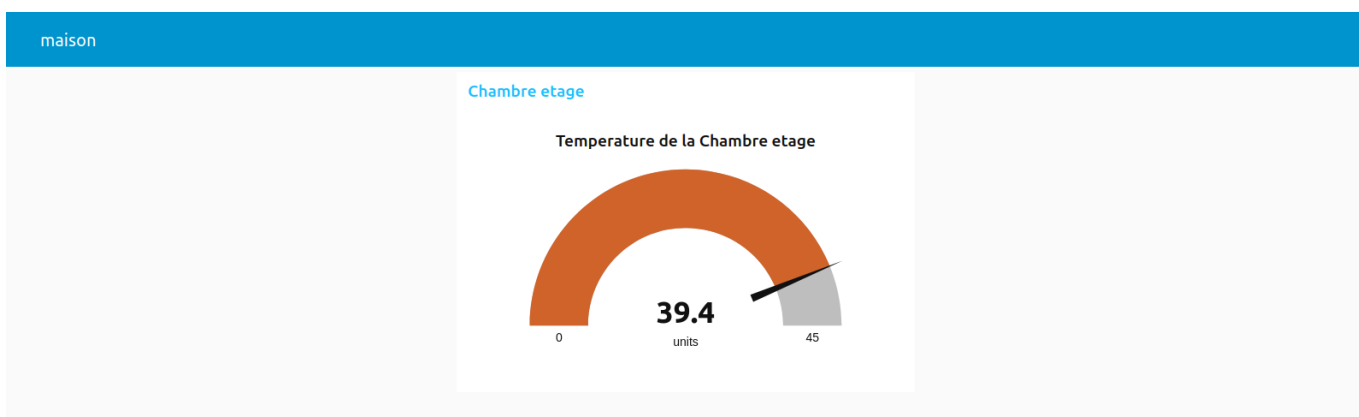 maison
Chambre etage
Temperature de la Chambre etage
39.4
units
0
45